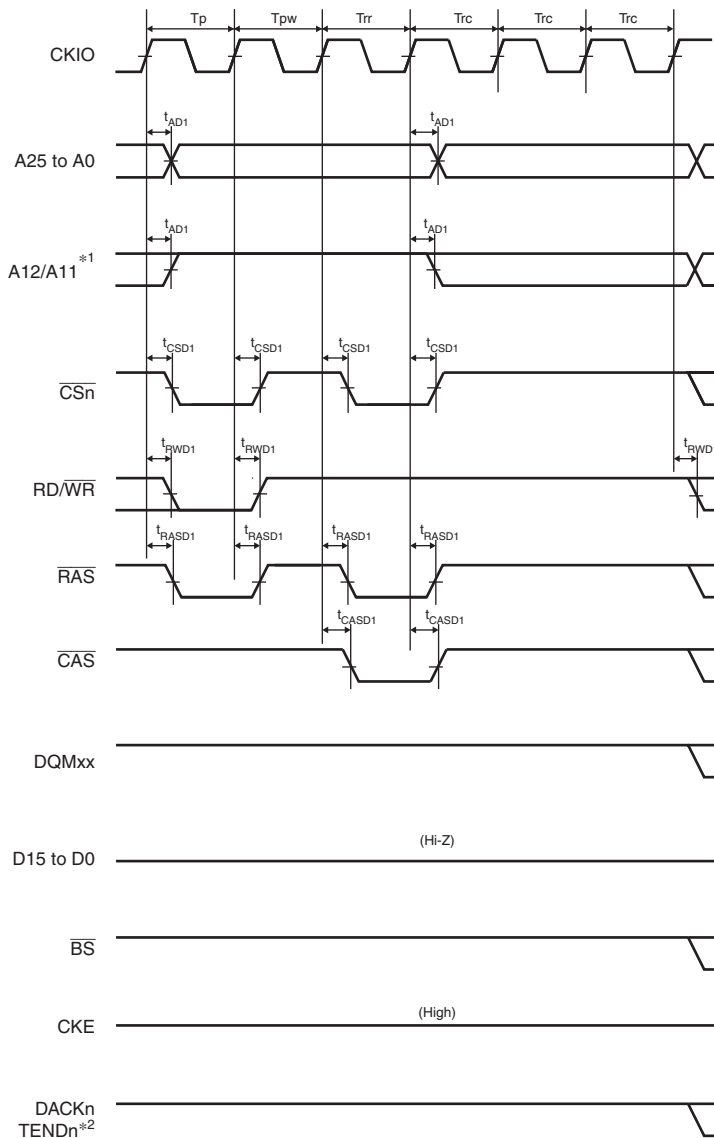 Tp Tpw Trr Trc Trc Trc
CKIO
tAD1 tAD1
A25 to A0
tAD1 tAD1
A12/A11*1
tCSD1 tCSD1 tCSD1 tCSD1
CSn
tRWD1 tRWD1 tRWD1
RD/WR
tRASD1 tRASD1 tRASD1 tRASD1
RAS
tCASD1 tCASD1
CAS
DQMxx
(Hi-Z)
D15 to D0
BS
(High)
CKE
DACKn
TENDn*2